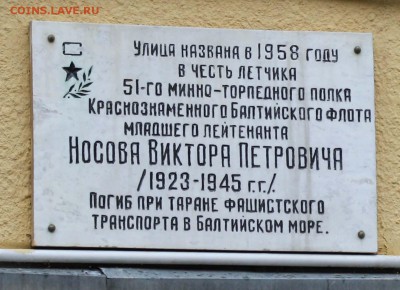 COINS.LAVE.RU
Улица названа в 1958 году
в честь летчика
51-го минно-торпедного полка
Краснознаменного Балтийского флота
младшего лейтенанта
Носова Виктора Петровича
/1923-1945 г.г./.
Погиб при таране фашистского
транспорта в Балтийском море.